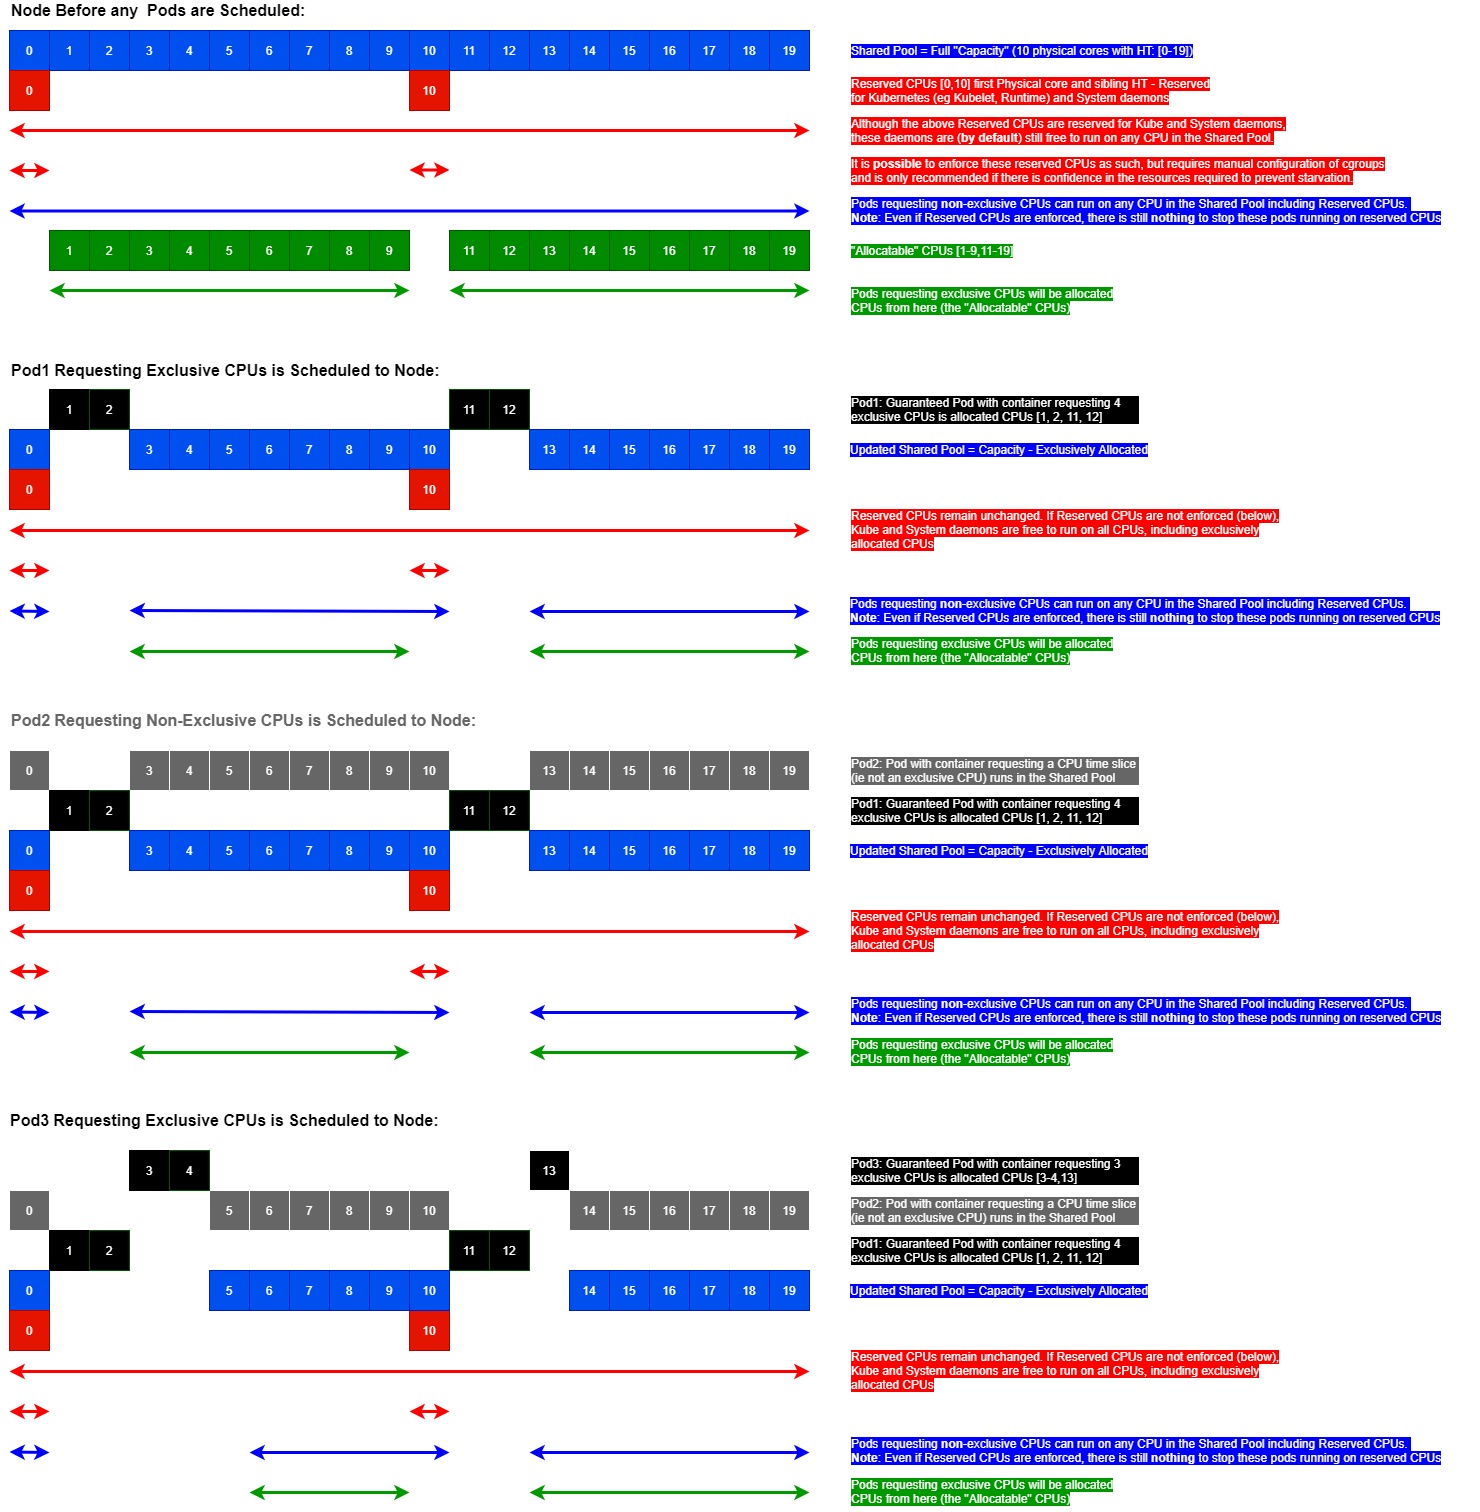 Node Before any  Pods are Scheduled:
0 1 2 3 4 5 6 7 8 9 10 11 12 13 14 15 16 17 18 19
Shared Pool = Full "Capacity" (10 physical cores with HT: [0-19])
0 10
Reserved CPUs [0,10] first Physical core and sibling HT - Reserved
for Kubernetes (eg Kubelet, Runtime) and System daemons
Although the above Reserved CPUs are reserved for Kube and System daemons,
these daemons are (by default) still free to run on any CPU in the Shared Pool.
It is possible to enforce these reserved CPUs as such, but requires manual configuration of cgroups
and is only recommended if there is confidence in the resources required to prevent starvation.
Pods requesting non-exclusive CPUs can run on any CPU in the Shared Pool including Reserved CPUs.
Note: Even if Reserved CPUs are enforced, there is still nothing to stop these pods running on reserved CPUs
1 2 3 4 5 6 7 8 9 11 12 13 14 15 16 17 18 19
"Allocatable" CPUs [1-9,11-19]
Pods requesting exclusive CPUs will be allocated
CPUs from here (the "Allocatable" CPUs)
Pod1 Requesting Exclusive CPUs is Scheduled to Node:
1 2 11 12
Pod1: Guaranteed Pod with container requesting 4
exclusive CPUs is allocated CPUs [1, 2, 11, 12]
0 3 4 5 6 7 8 9 10 13 14 15 16 17 18 19
Updated Shared Pool = Capacity - Exclusively Allocated
0 10
Reserved CPUs remain unchanged. If Reserved CPUs are not enforced (below),
Kube and System daemons are free to run on all CPUs, including exclusively
allocated CPUs
Pods requesting non-exclusive CPUs can run on any CPU in the Shared Pool including Reserved CPUs.
Note: Even if Reserved CPUs are enforced, there is still nothing to stop these pods running on reserved CPUs
Pods requesting exclusive CPUs will be allocated
CPUs from here (the "Allocatable" CPUs)
Pod2 Requesting Non-Exclusive CPUs is Scheduled to Node:
0 3 4 5 6 7 8 9 10 13 14 15 16 17 18 19
Pod2: Pod with container requesting a CPU time slice
(ie not an exclusive CPU) runs in the Shared Pool
1 2 11 12
Pod1: Guaranteed Pod with container requesting 4
exclusive CPUs is allocated CPUs [1, 2, 11, 12]
0 3 4 5 6 7 8 9 10 13 14 15 16 17 18 19
Updated Shared Pool = Capacity - Exclusively Allocated
0 10
Reserved CPUs remain unchanged. If Reserved CPUs are not enforced (below),
Kube and System daemons are free to run on all CPUs, including exclusively
allocated CPUs
Pods requesting non-exclusive CPUs can run on any CPU in the Shared Pool including Reserved CPUs.
Note: Even if Reserved CPUs are enforced, there is still nothing to stop these pods running on reserved CPUs
Pods requesting exclusive CPUs will be allocated
CPUs from here (the "Allocatable" CPUs)
Pod3 Requesting Exclusive CPUs is Scheduled to Node:
3 4 13
Pod3: Guaranteed Pod with container requesting 3
exclusive CPUs is allocated CPUs [3-4,13]
0 5 6 7 8 9 10 14 15 16 17 18 19
Pod2: Pod with container requesting a CPU time slice
(ie not an exclusive CPU) runs in the Shared Pool
1 2 11 12
Pod1: Guaranteed Pod with container requesting 4
exclusive CPUs is allocated CPUs [1, 2, 11, 12]
0 5 6 7 8 9 10 14 15 16 17 18 19
Updated Shared Pool = Capacity - Exclusively Allocated
0 10
Reserved CPUs remain unchanged. If Reserved CPUs are not enforced (below),
Kube and System daemons are free to run on all CPUs, including exclusively
allocated CPUs
Pods requesting non-exclusive CPUs can run on any CPU in the Shared Pool including Reserved CPUs.
Note: Even if Reserved CPUs are enforced, there is still nothing to stop these pods running on reserved CPUs
Pods requesting exclusive CPUs will be allocated
CPUs from here (the "Allocatable" CPUs)